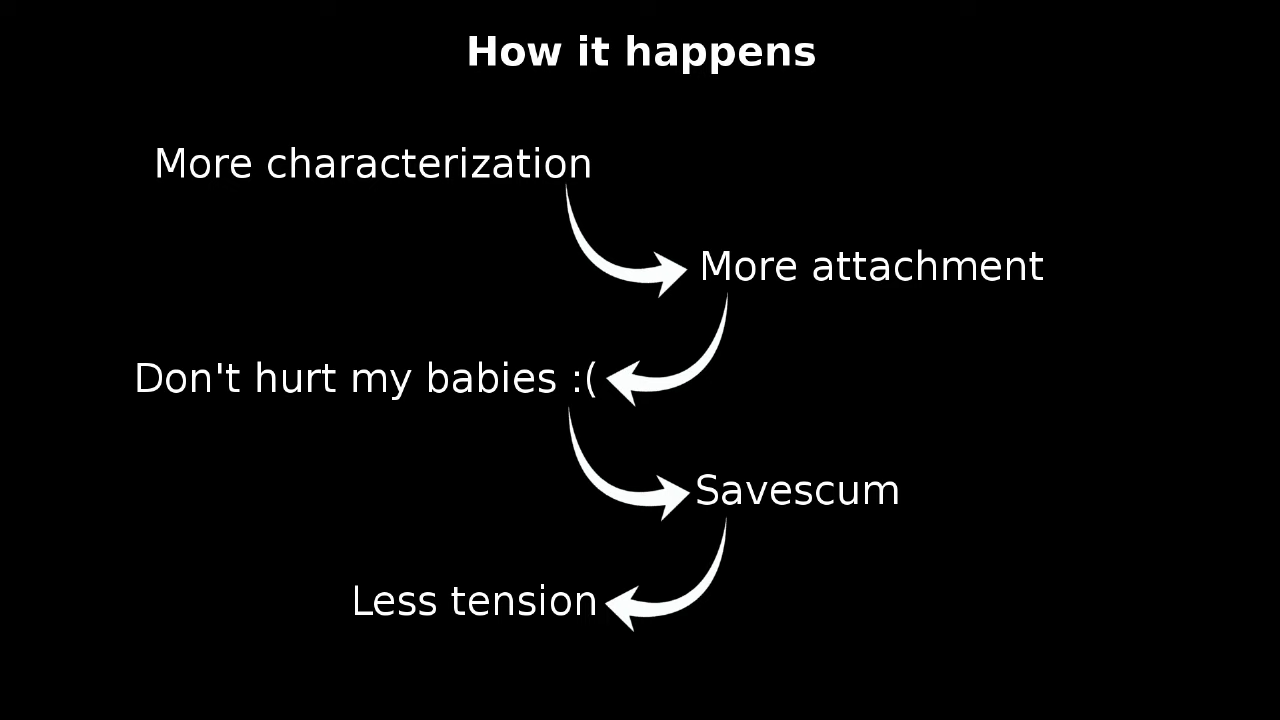 How it happens
More characterization
More attachment
Don't hurt my babies :(
Savescum
Less tension